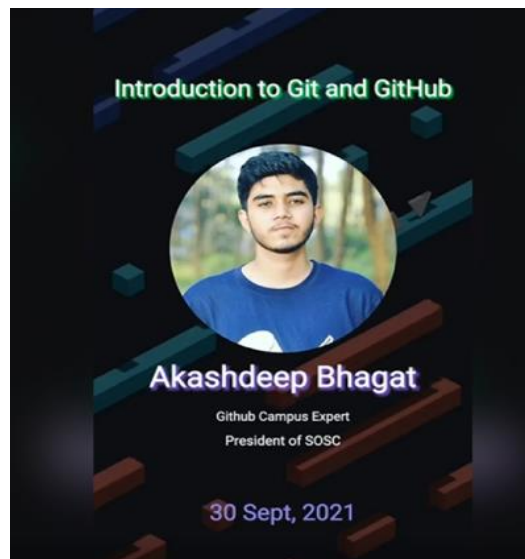 Introduction to Git and GitHub
Akashdeep Bhagat
Github Campus Expert
President of SOSC
30 Sept, 2021